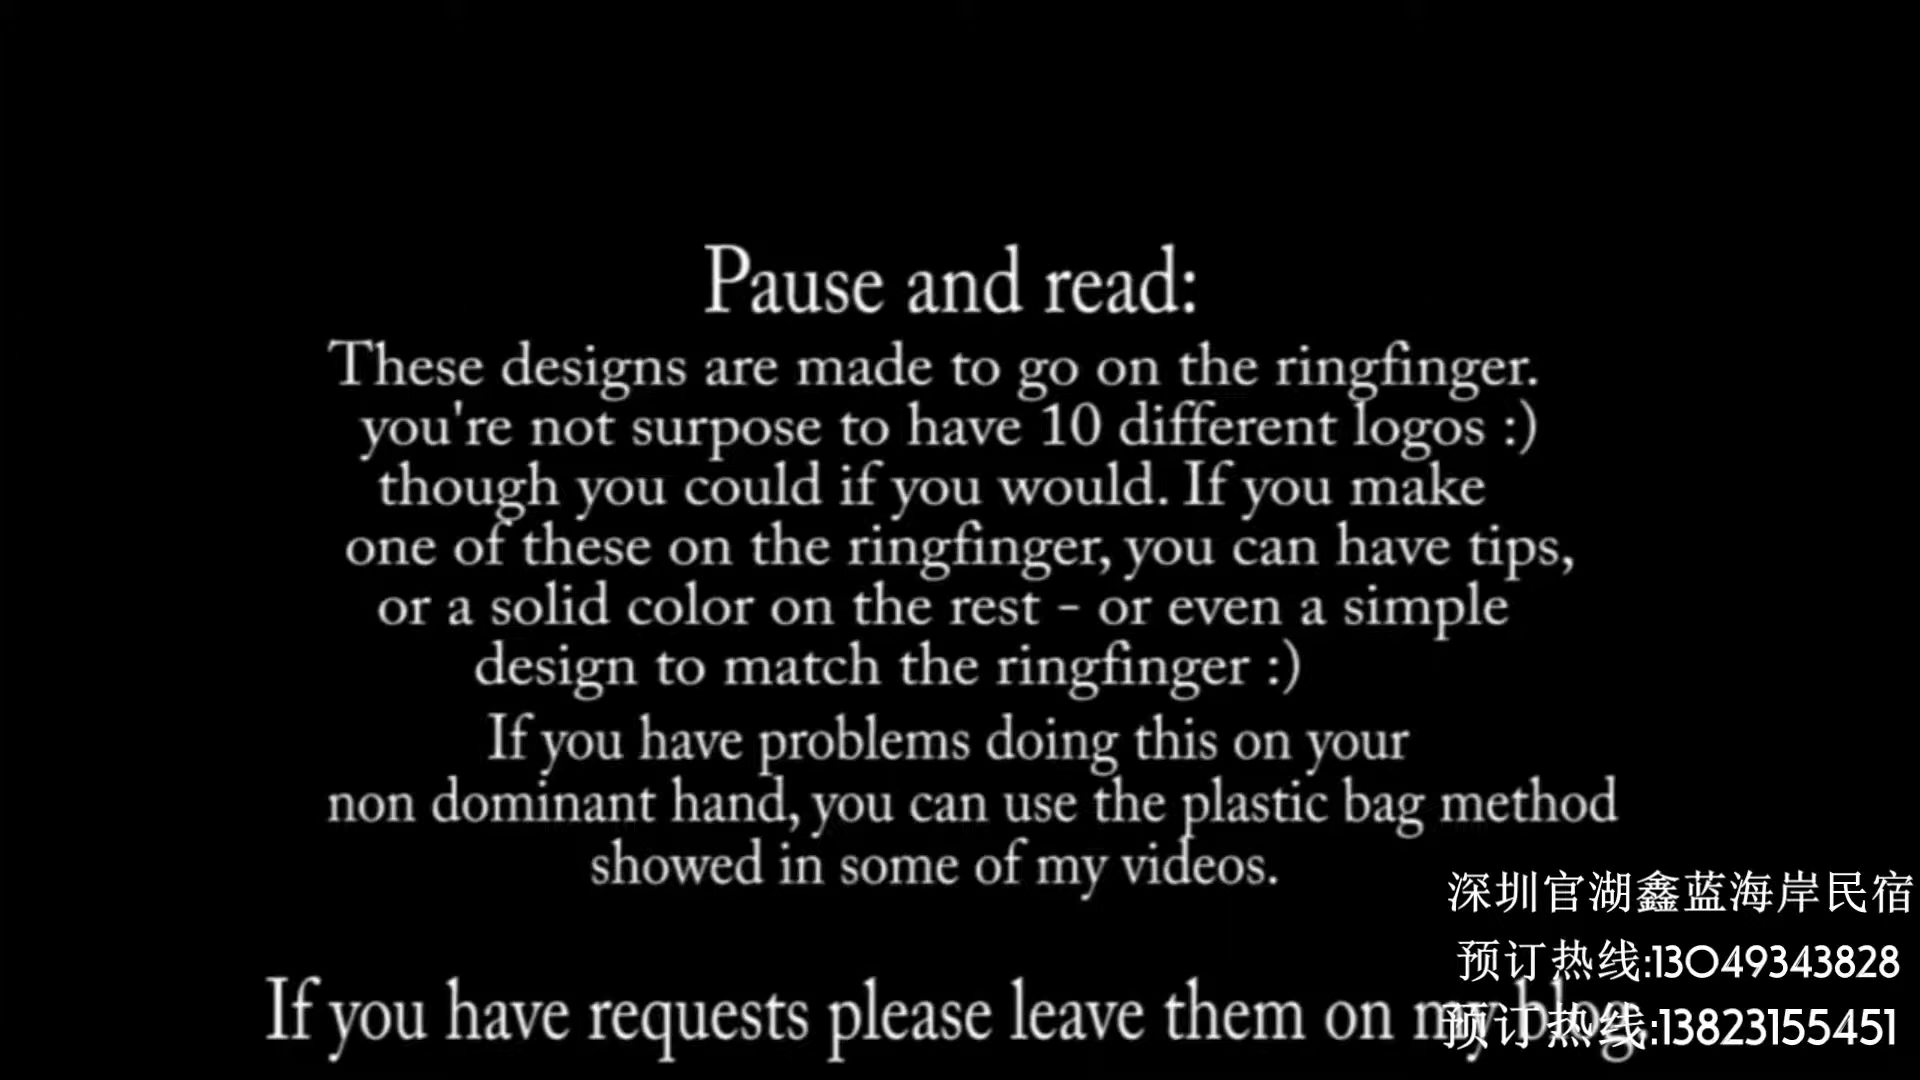 Pause and read:
These designs are made to go on the ringfinger.
you're not surpose to have 10 different logos :)
though you could if you would. If you make
one of these on the ringfinger, you can have tips,
or a solid color on the rest - or even a simple
design to match the ringfinger :)
If you have problems doing this on your
non dominant hand, you can use the plastic bag method
showed in some of my videos.
If you have requests please leave them on my blog.
深圳官湖鑫蓝海岸民宿
预订热线:13049343828
预订热线:13823155451